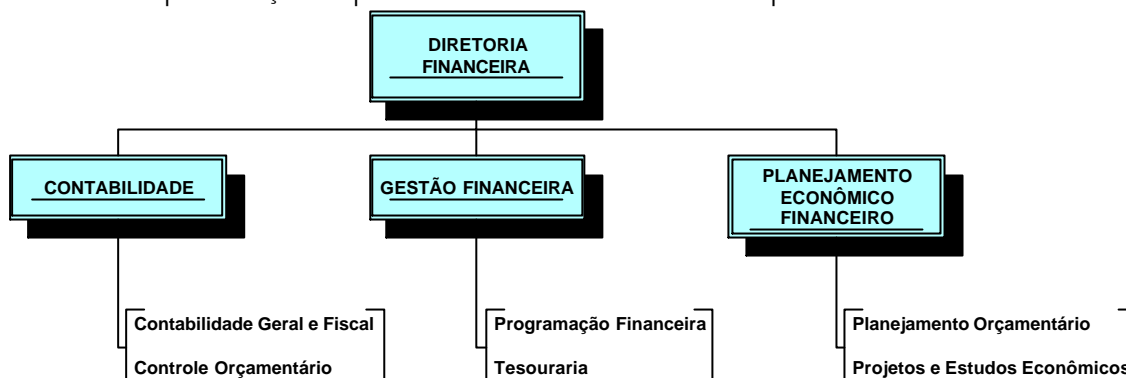 DIRETORIA
FINANCEIRA
CONTABILIDADE
GESTÃO FINANCEIRA
PLANEJAMENTO
ECONÔMICO
FINANCEIRO
Contabilidade Geral e Fiscal
Controle Orçamentário
Programação Financeira
Tesouraria
Planejamento Orçamentário
Projetos e Estudos Econômicos